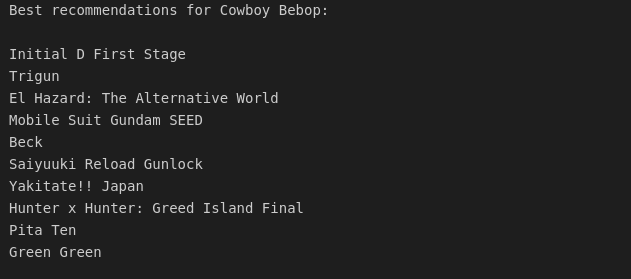 Best recommendations for Cowboy Bebop:
Initial D First Stage
Trigun
El Hazard: The Alternative World
Mobile Suit Gundam SEED
Beck
Saiyuuki Reload Gunlock
Yakitate!! Japan
Hunter x Hunter: Greed Island Final
Pita Ten
Green Green